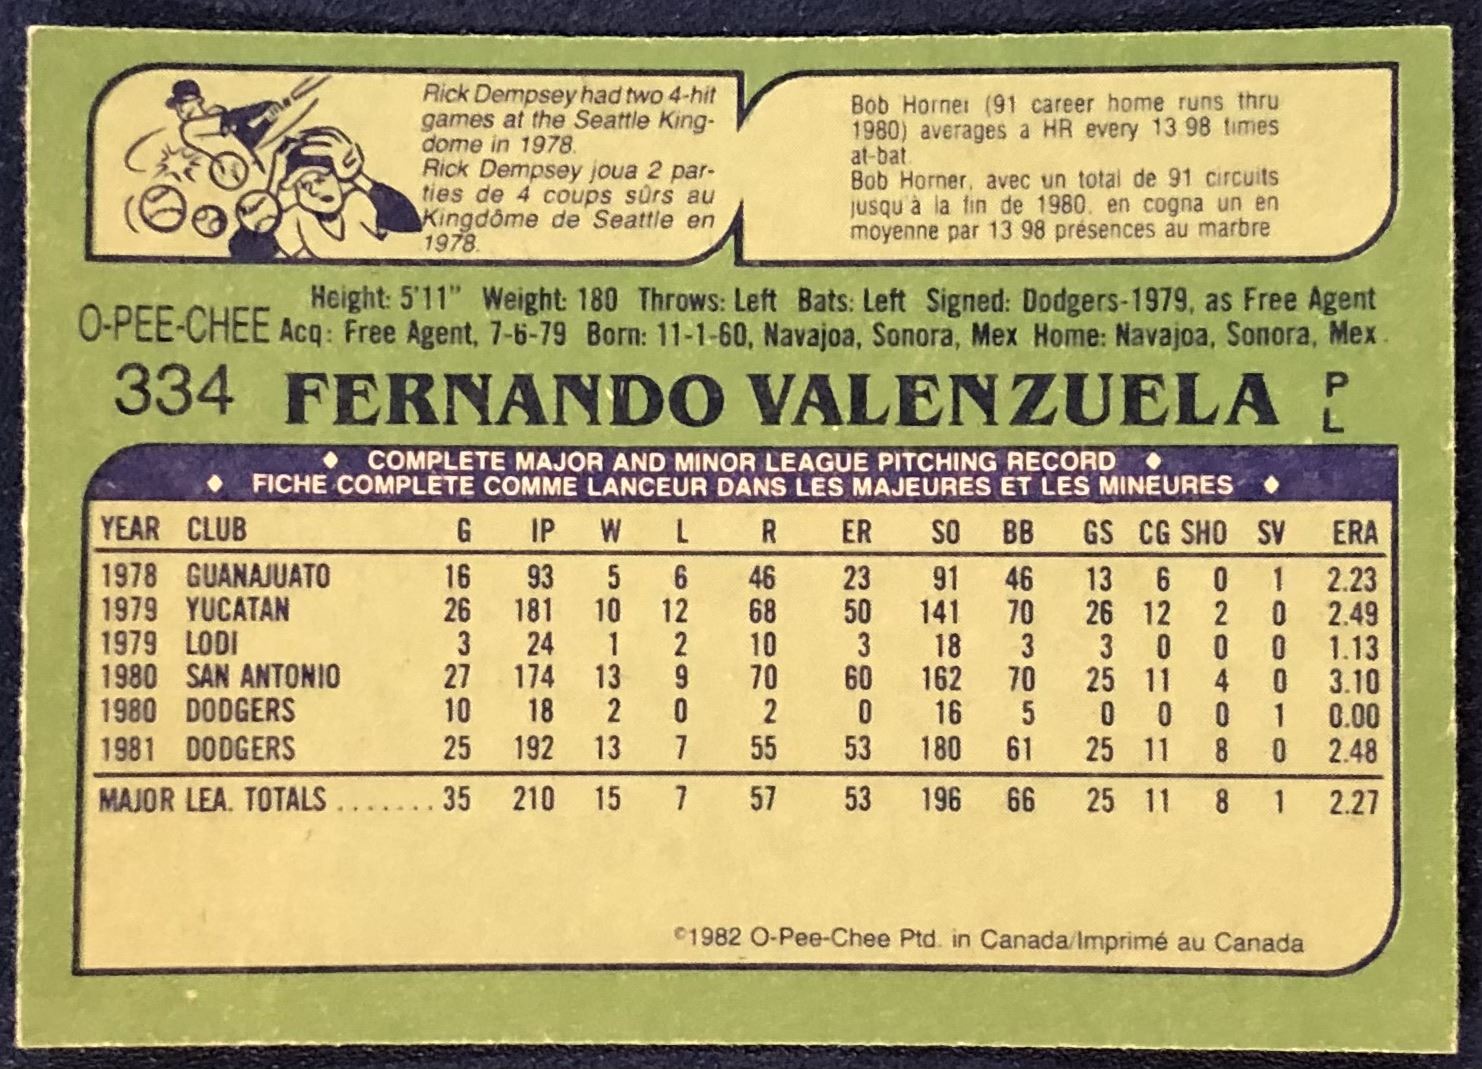 Rick Dempsey had two 4-hit
games at the Seattle King-
dome in 1978.
Rick Dempsey joua 2 par-
ties de 4 coups sûrs au
Kingdôme de Seattle en
1978.
Bob Horner (91 career home runs thru
1980) averages a HR every 13 98 times
at-bat
Bob Horner, avec un total de 91 circuits
jusqu'à la fin de 1980, en cogna un en
moyenne par 13 98 présences au marbre
O-PEE-CHEE
Height: 5'11" Weight: 180 Throws: Left Bats: Left Signed: Dodgers-1979, as Free Agent
Acq: Free Agent, 7-6-79 Born: 11-1-60, Navajoa, Sonora, Mex Home: Navajoa, Sonora, Mex.
334 FERNANDO VALENZUELA P L
♦ COMPLETE MAJOR AND MINOR LEAGUE PITCHING RECORD ♦
♦ FICHE COMPLETE COMME LANCEUR DANS LES MAJEURES ET LES MINEURES ♦
YEAR CLUB G IP W L R ER SO BB GS CG SHO SV ERA
1978 GUANAJUATO 16 93 5 6 46 23 91 46 13 6 0 1 2.23
1979 YUCATAN 26 181 10 12 68 50 141 70 26 12 2 0 2.49
1979 LODI 3 24 1 2 10 3 18 3 3 0 0 0 1.13
1980 SAN ANTONIO 27 174 13 9 70 60 162 70 25 11 4 0 3.10
1980 DODGERS 10 18 2 0 2 0 16 5 0 0 0 1 0.00
1981 DODGERS 25 192 13 7 55 53 180 61 25 11 8 0 2.48
MAJOR LEA. TOTALS ....... 35 210 15 7 57 53 196 66 25 11 8 1 2.27
©1982 O-Pee-Chee Ptd. in Canada/Imprimé au Canada